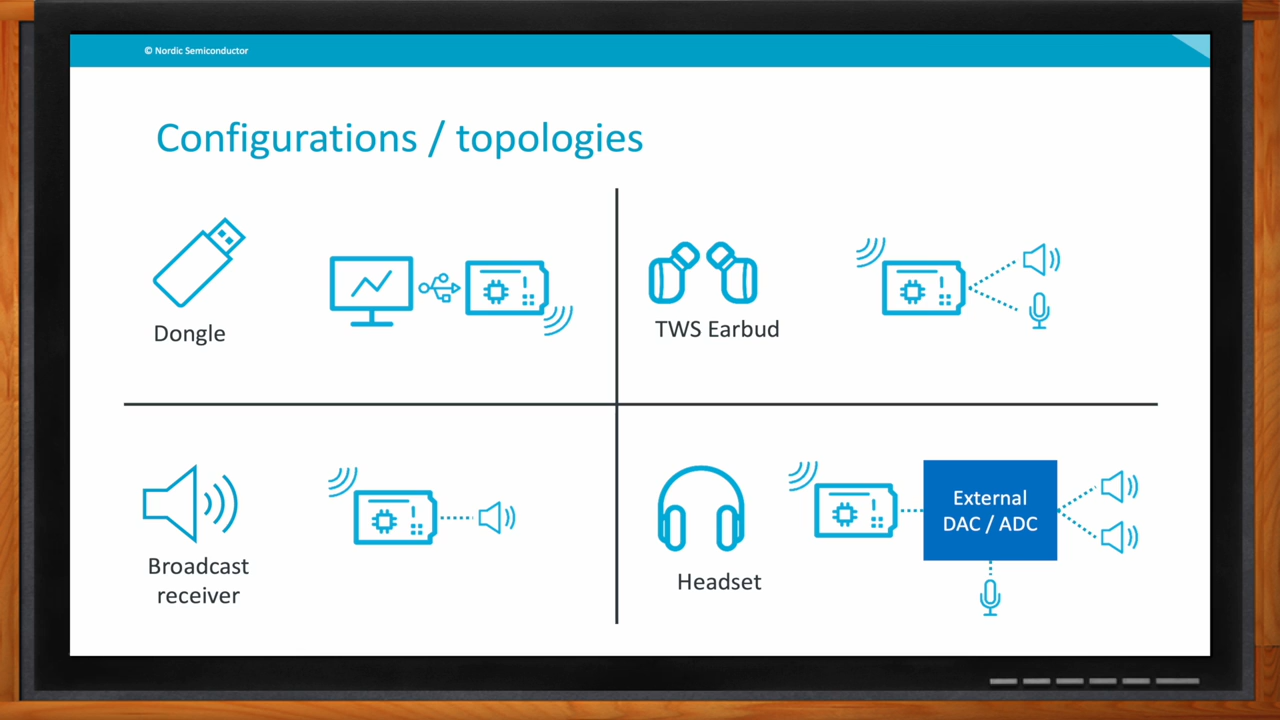 © Nordic Semiconductor
Configurations / topologies
Dongle
TWS Earbud
Broadcast
receiver
External
DAC / ADC
Headset